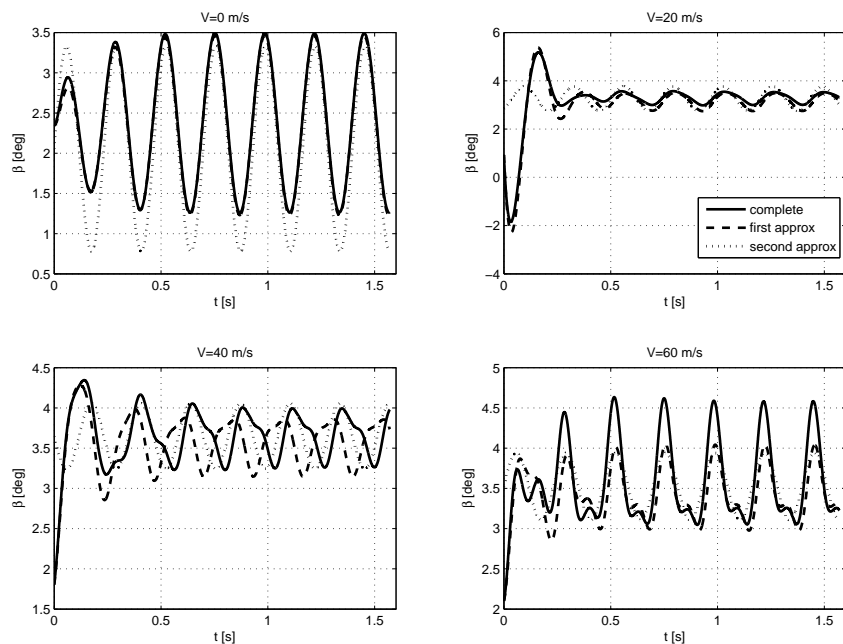 V=0 m/s
3.5
3
2.5
2
1.5
1
0.5
β [deg]
0
0.5
1
1.5
t [s]
V=20 m/s
6
4
2
0
−2
−4
β [deg]
complete
first approx
second approx
0
0.5
1
1.5
t [s]
V=40 m/s
4.5
4
3.5
3
2.5
2
1.5
β [deg]
0
0.5
1
1.5
t [s]
V=60 m/s
5
4.5
4
3.5
3
2.5
2
β [deg]
0
0.5
1
1.5
t [s]